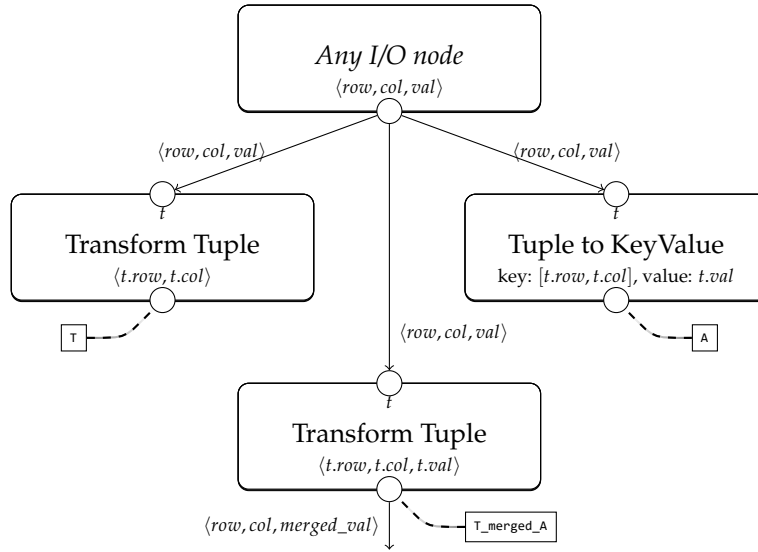 Any I/O node
⟨row, col, val⟩
⟨row, col, val⟩
⟨row, col, val⟩
t
Transform Tuple
⟨t.row, t.col⟩
T
t
Tuple to KeyValue
key: [t.row, t.col], value: t.val
A
⟨row, col, val⟩
t
Transform Tuple
⟨t.row, t.col, t.val⟩
⟨row, col, merged_val⟩
T_merged_A